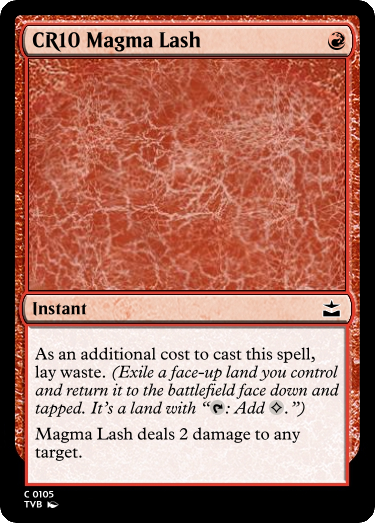 CR10 Magma Lash
Instant
As an additional cost to cast this spell,
lay waste. (Exile a face-up land you control
and return it to the battlefield face down and
tapped. It's a land with “: Add .”)
Magma Lash deals 2 damage to any
target.
C 0105
TVB